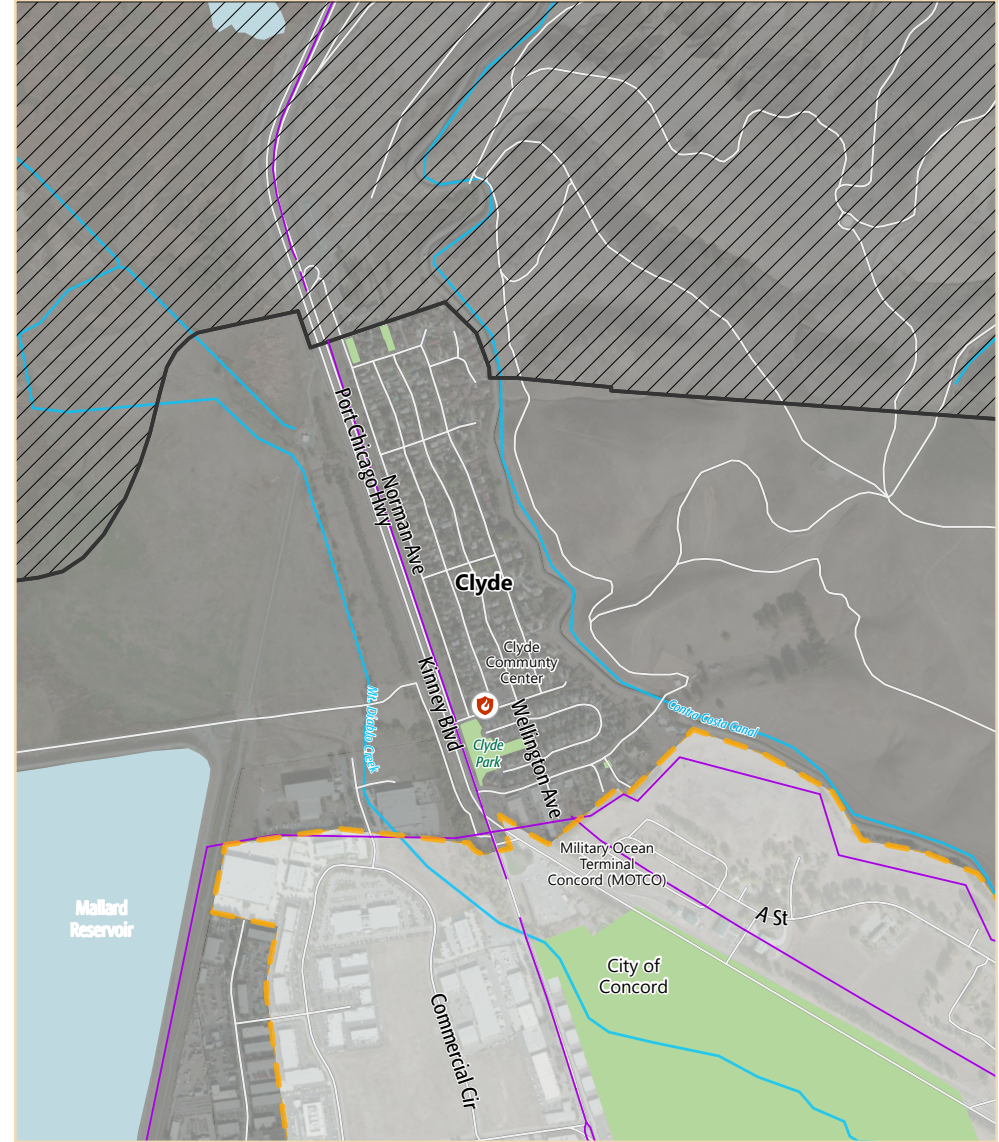 Port Chicago Hwy
Norman Ave
Clyde
Clyde
Communty
Center
Kinney Blvd
Wellington Ave
Mt Diablo Creek
Clyde
Park
Contra Costa Canal
Military Ocean
Terminal
Concord (MOTCO)
Mallard
Reservoir
A St
City of
Concord
Commercial Cir